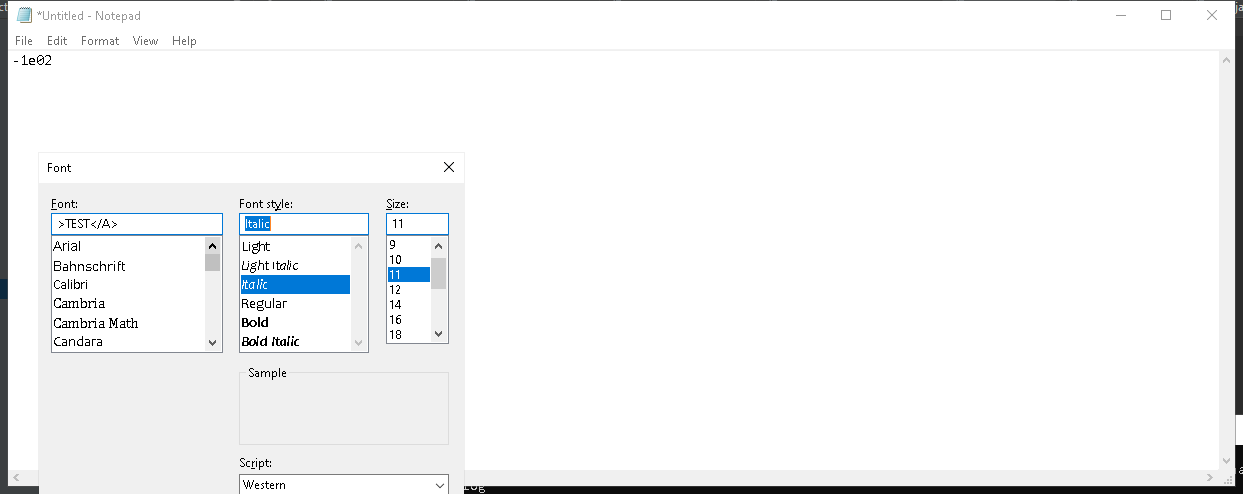 *Untitled - Notepad
File Edit Format View Help
-1e02
Font
Font: Font style: Size:
>TEST</A> Italic 11
Arial Light 9
Bahnschrift Light Italic 10
Calibri Italic 11
Cambria Regular 12
Cambria Math Bold 14
Candara Bold Italic 16
18
Sample
Script:
Western